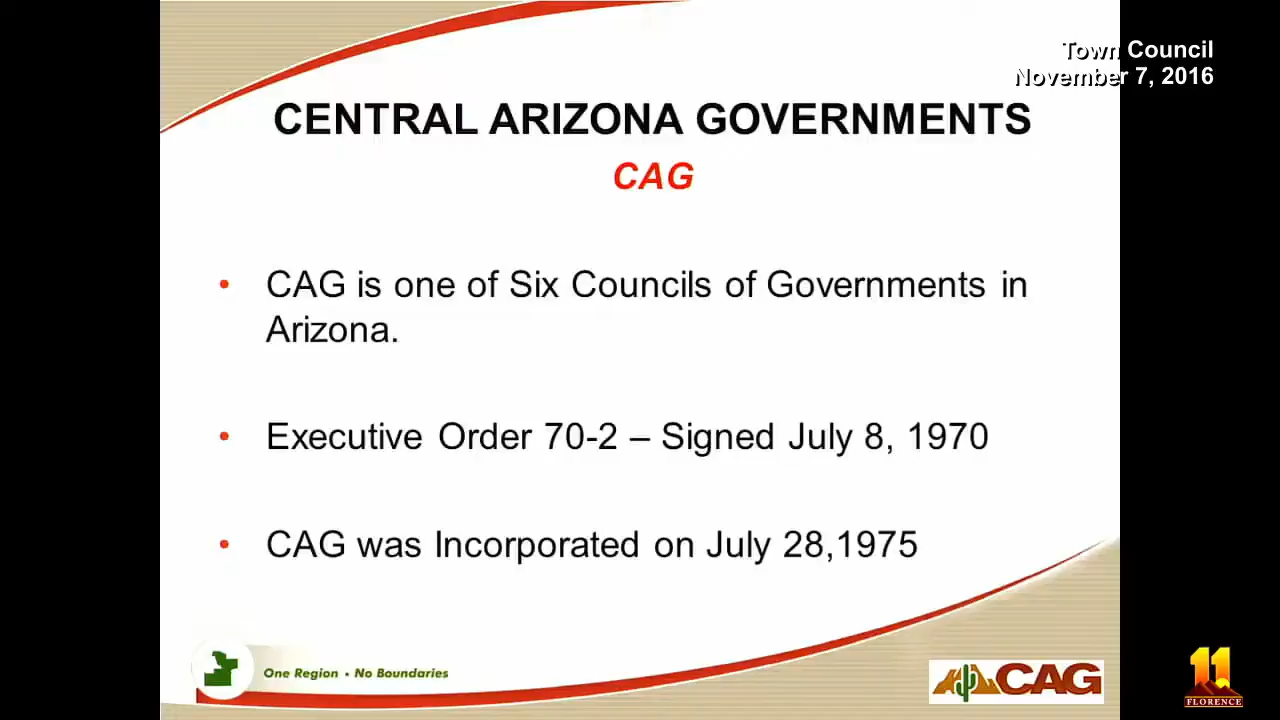 Town Council
November 7, 2016
CENTRAL ARIZONA GOVERNMENTS
CAG
• CAG is one of Six Councils of Governments in
Arizona.
• Executive Order 70-2 – Signed July 8, 1970
• CAG was Incorporated on July 28,1975
One Region • No Boundaries
CAG
11
FLORENCE